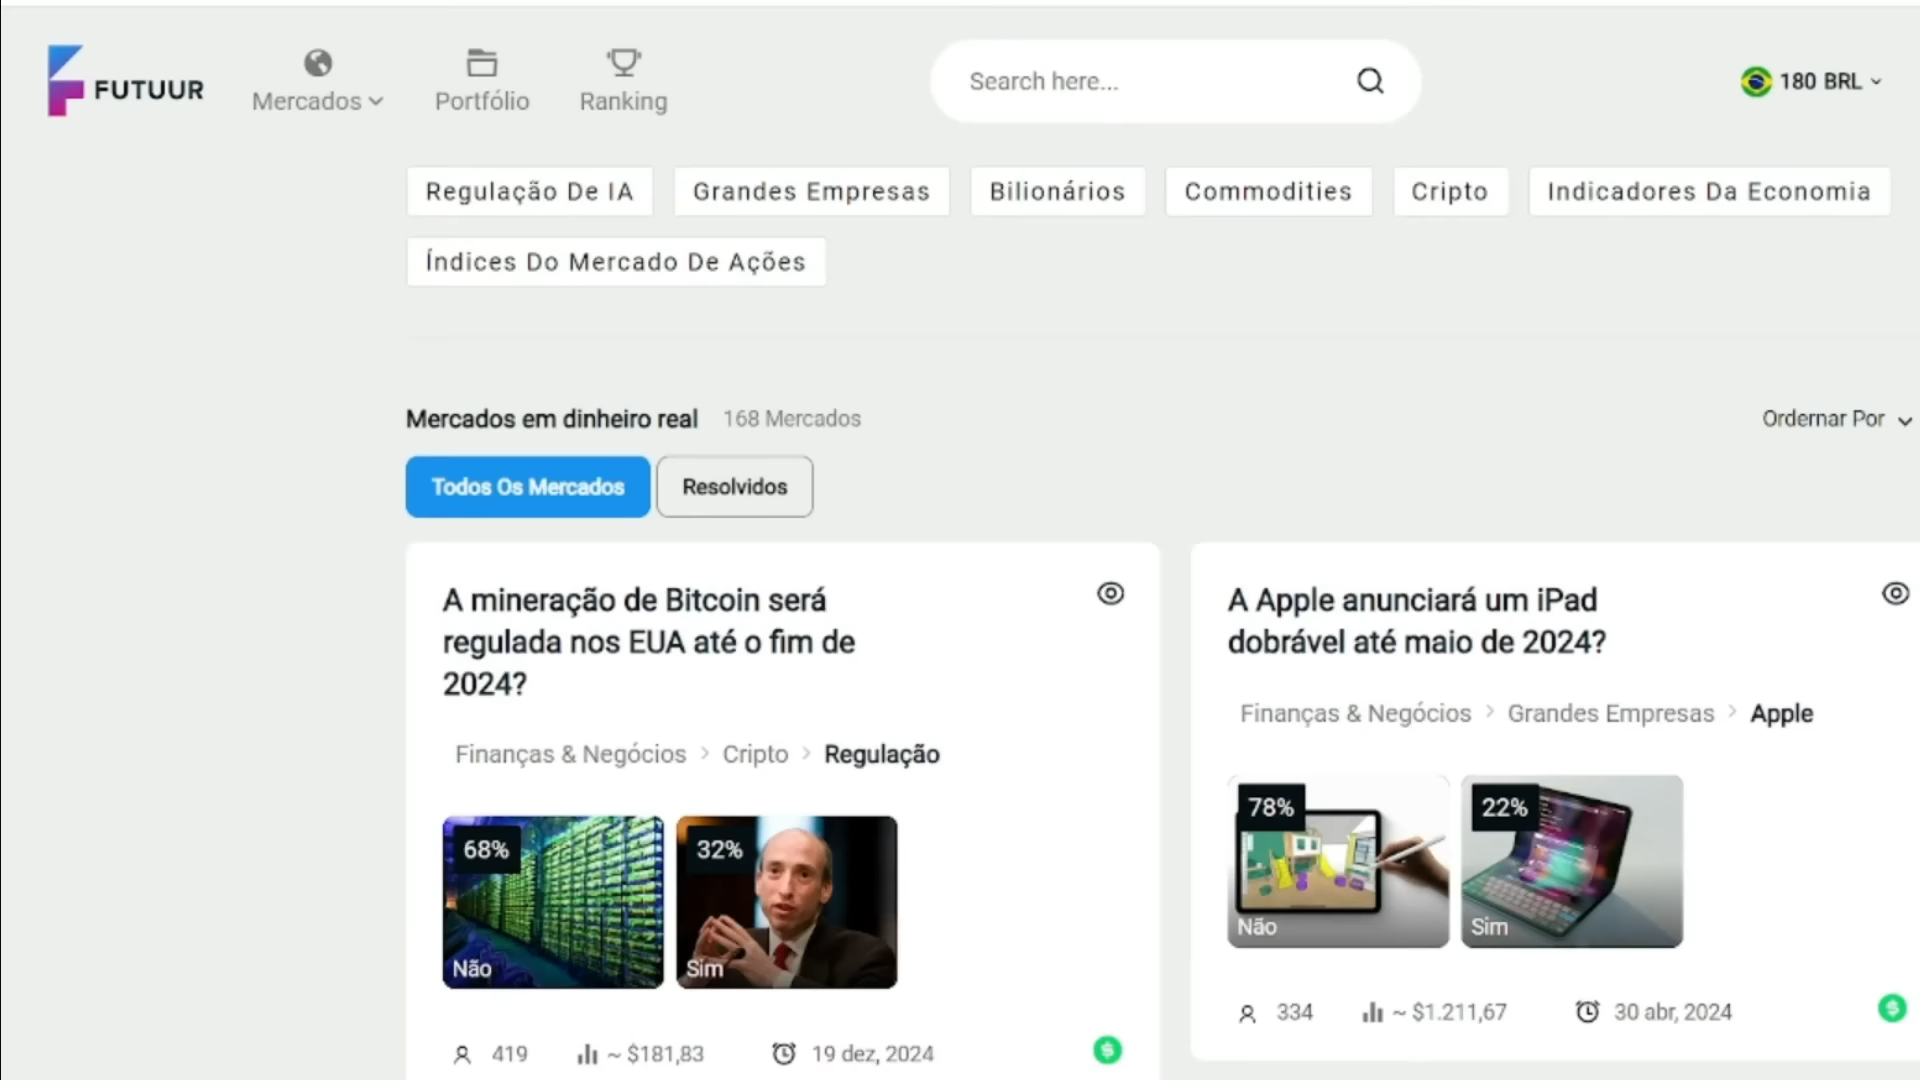 FUTUUR
Mercados
Portfólio
Ranking
Search here...
180 BRL
Regulação De IA
Grandes Empresas
Bilionários
Commodities
Cripto
Indicadores Da Economia
Índices Do Mercado De Ações
Mercados em dinheiro real
168 Mercados
Ordernar Por
Todos Os Mercados
Resolvidos
A mineração de Bitcoin será
regulada nos EUA até o fim de
2024?
Finanças & Negócios > Cripto > Regulação
68%
Não
32%
Sim
419
~ $181,83
19 dez, 2024
A Apple anunciará um iPad
dobrável até maio de 2024?
Finanças & Negócios > Grandes Empresas > Apple
78%
Não
22%
Sim
334
~ $1.211,67
30 abr, 2024